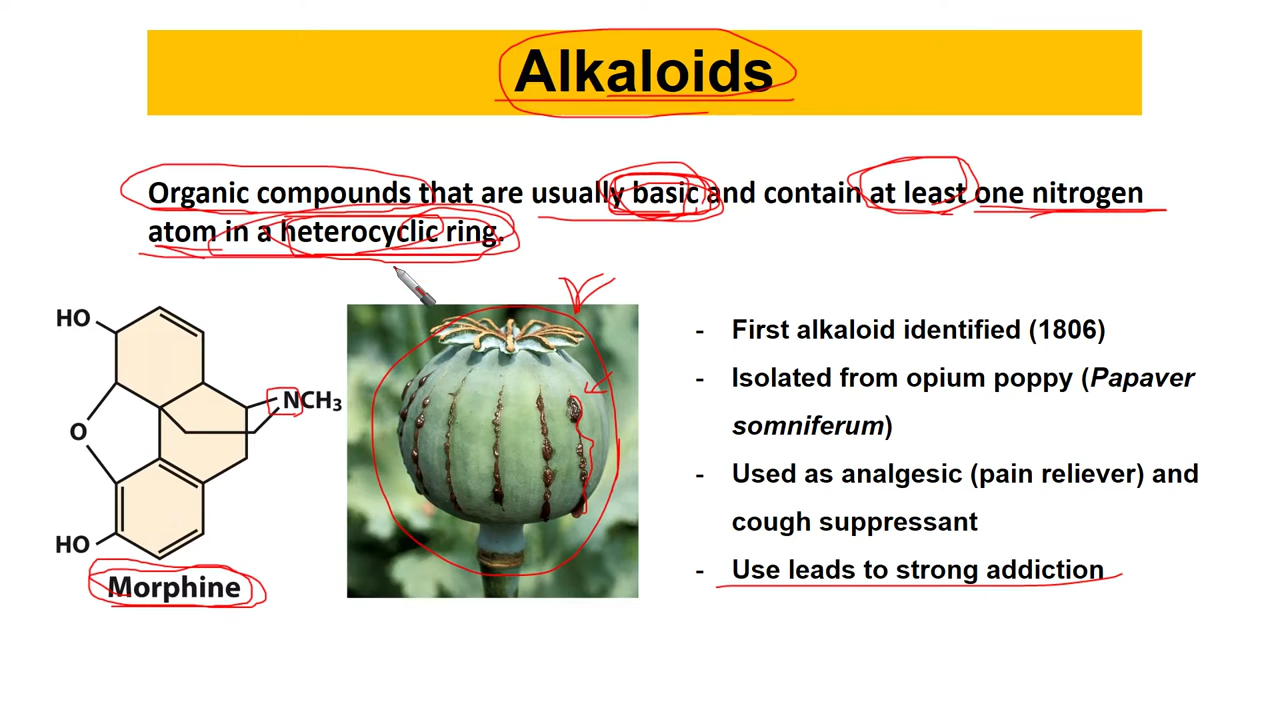 Alkaloids
Organic compounds that are usually basic and contain at least one nitrogen
atom in a heterocyclic ring.
HO
NCH₃
O
HO
Morphine
- First alkaloid identified (1806)
- Isolated from opium poppy (Papaver
somniferum)
- Used as analgesic (pain reliever) and
cough suppressant
- Use leads to strong addiction